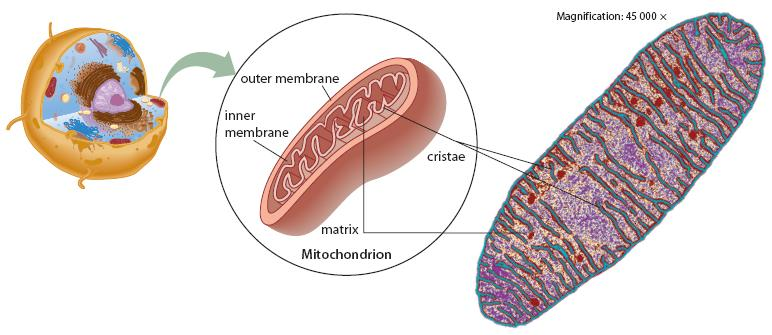 Magnification: 45 000 ×
outer membrane
inner
membrane
cristae
matrix
Mitochondrion